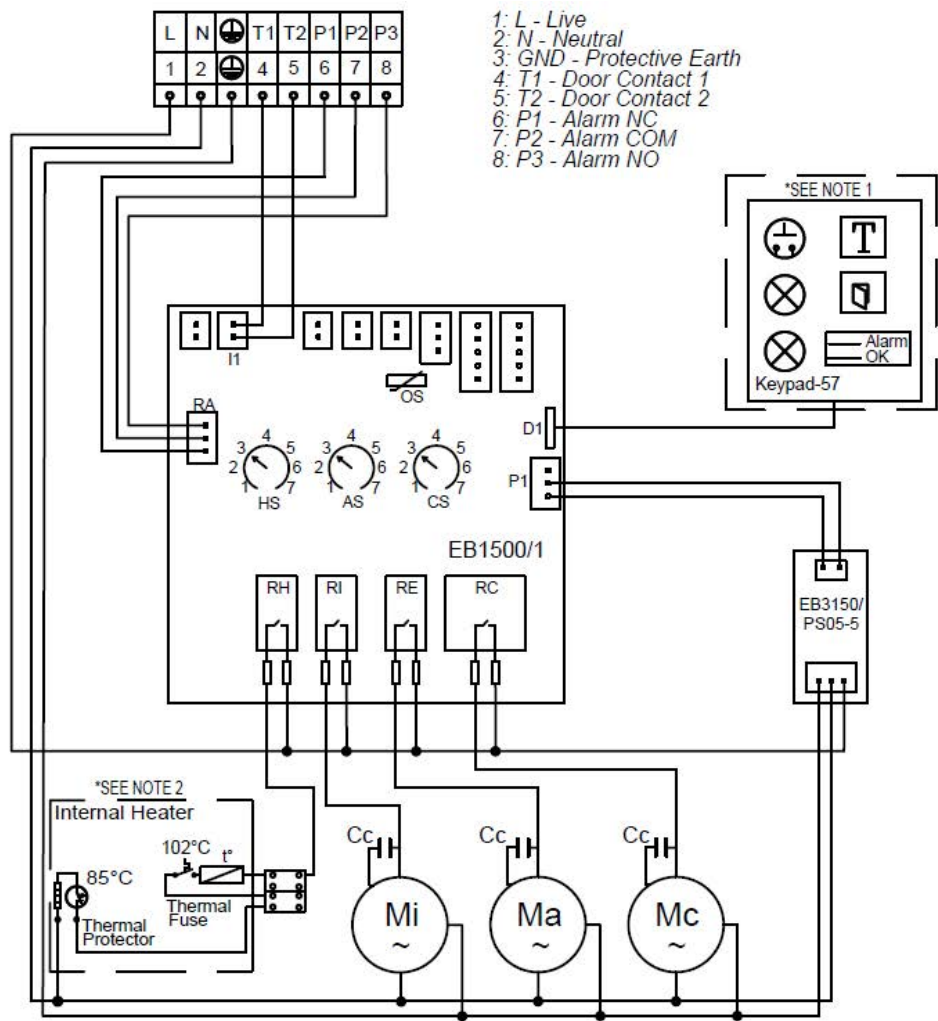 L N T1 T2 P1 P2 P3
1 2 4 5 6 7 8
1: L - Live
2: N - Neutral
3: GND - Protective Earth
4: T1 - Door Contact 1
5: T2 - Door Contact 2
6: P1 - Alarm NC
7: P2 - Alarm COM
8: P3 - Alarm NO
*SEE NOTE 1
T
Alarm
OK
Keypad-57
I1
OS
RA
D1
P1
1 2 3 4 5 6 7
HS
1 2 3 4 5 6 7
AS
1 2 3 4 5 6 7
CS
EB1500/1
RH RI RE RC
EB3150/
PS05-5
*SEE NOTE 2
Internal Heater
102°C
t°
85°C
Thermal
Fuse
Thermal
Protector
Cc Cc Cc
Mi Ma Mc
~ ~ ~